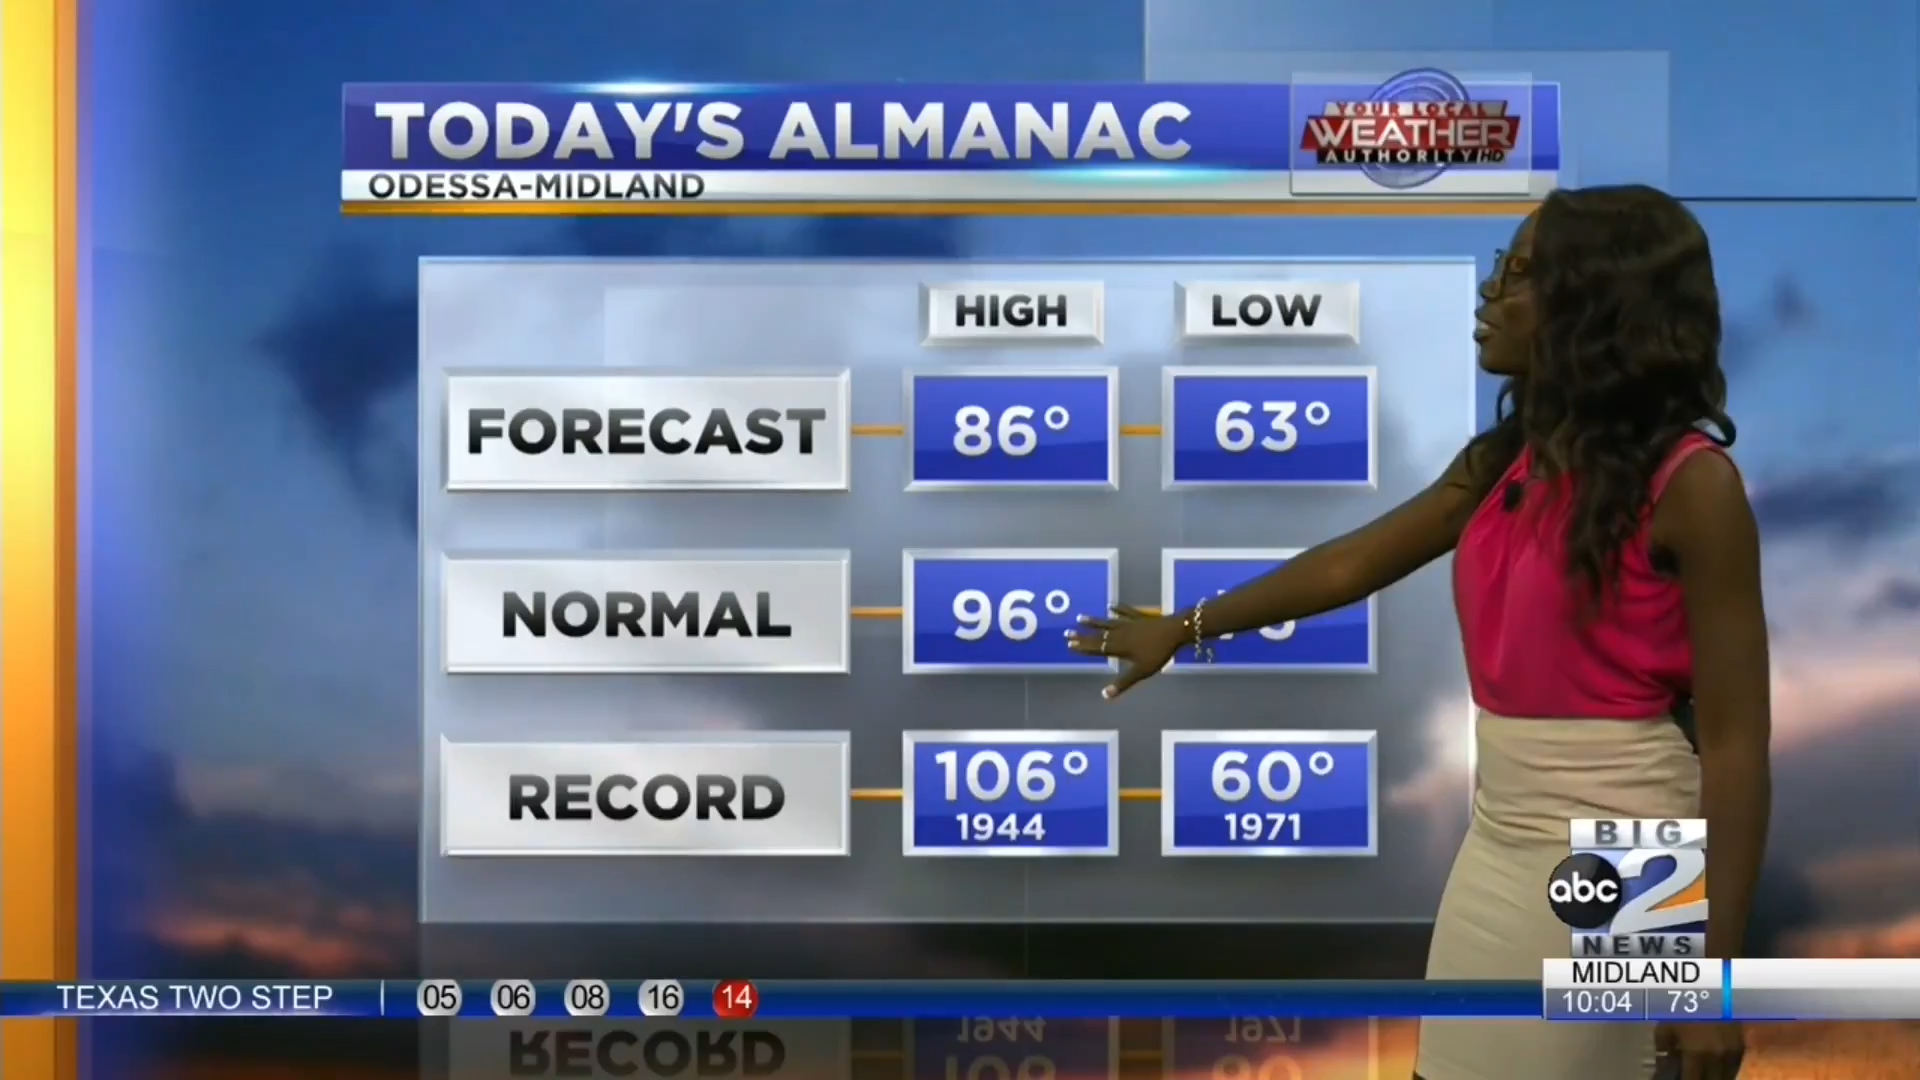 TODAY'S ALMANAC
ODESSA-MIDLAND
YOUR LOCAL
WEATHER
AUTHORITY HD
HIGH LOW
FORECAST 86° 63°
NORMAL 96°
RECORD 106° 60°
1944 1971
BIG
abc 2
NEWS
MIDLAND
10:04 73°
TEXAS TWO STEP 05 06 08 16 14